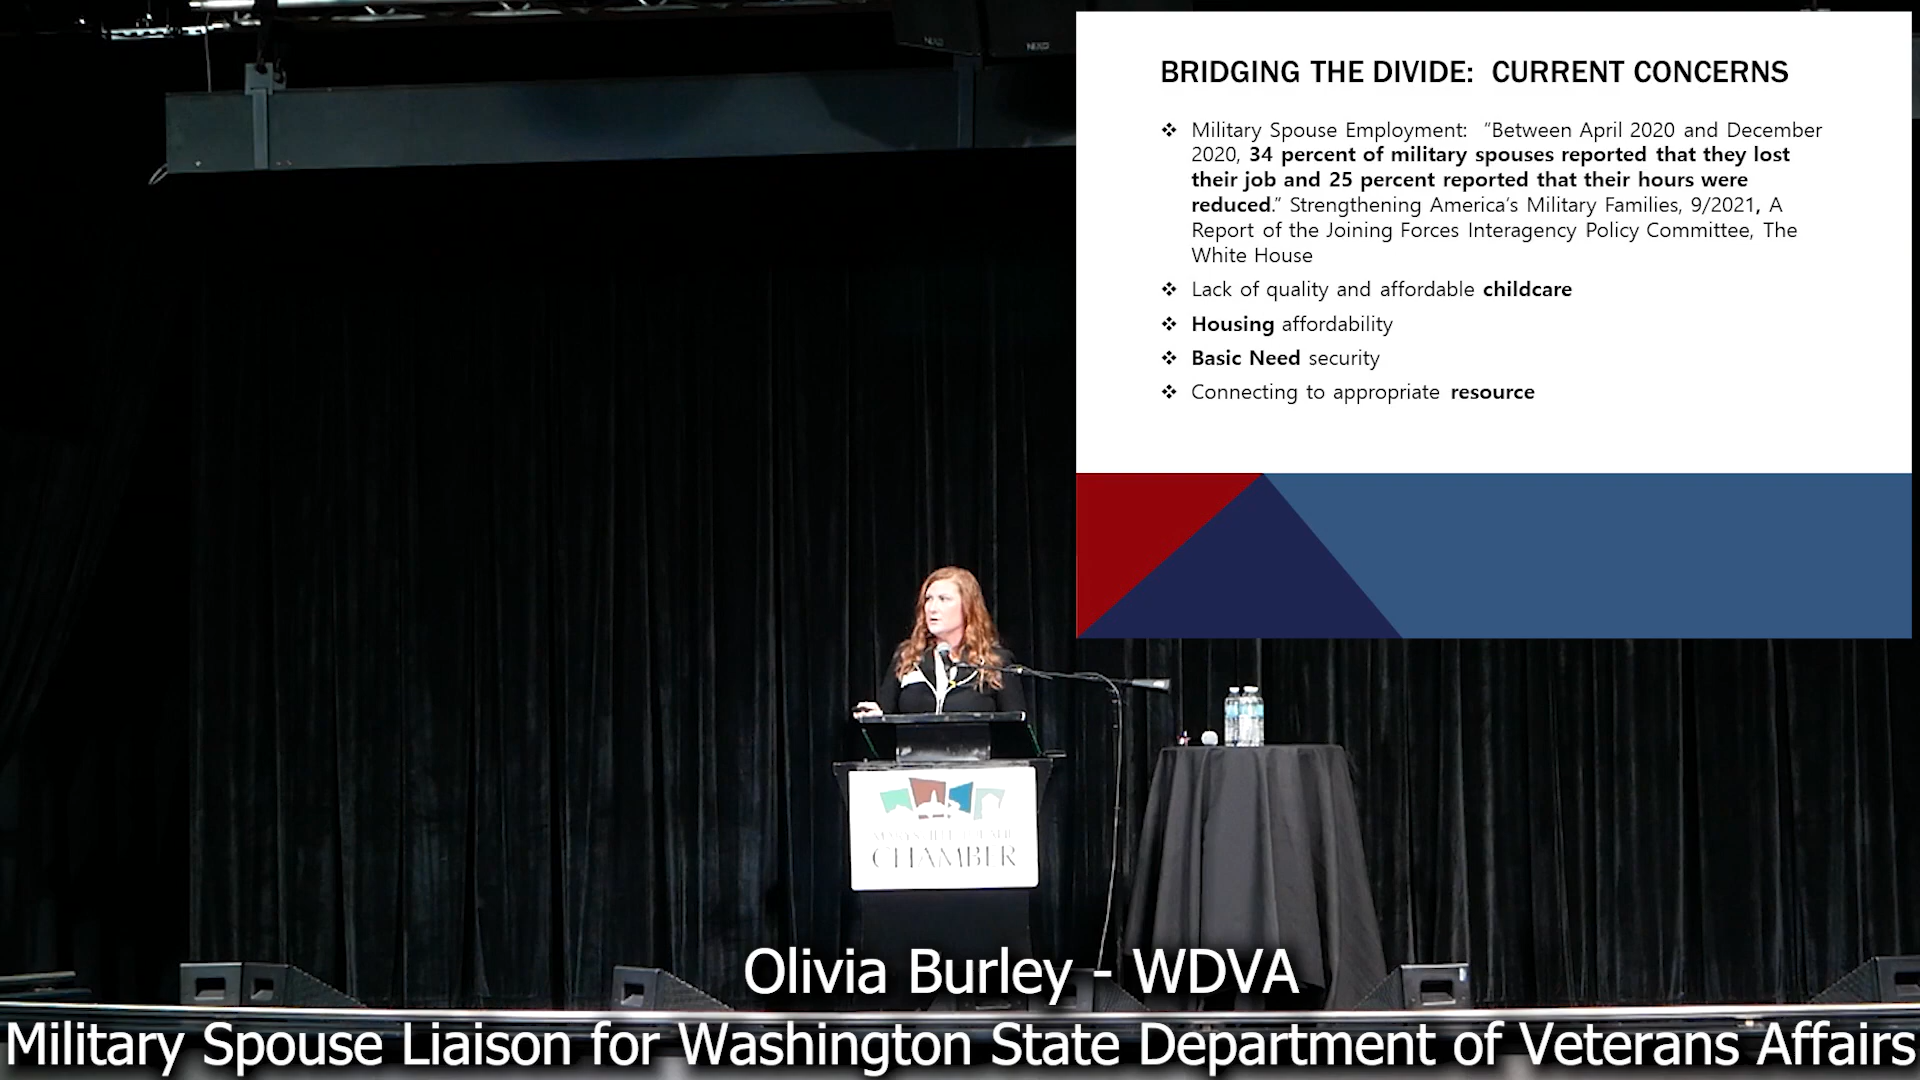 NEXO
NEXO
BRIDGING THE DIVIDE: CURRENT CONCERNS
❖ Military Spouse Employment: “Between April 2020 and December
2020, 34 percent of military spouses reported that they lost
their job and 25 percent reported that their hours were
reduced.” Strengthening America’s Military Families, 9/2021, A
Report of the Joining Forces Interagency Policy Committee, The
White House
❖ Lack of quality and affordable childcare
❖ Housing affordability
❖ Basic Need security
❖ Connecting to appropriate resource
CHAMBER
Olivia Burley - WDVA
Military Spouse Liaison for Washington State Department of Veterans Affairs